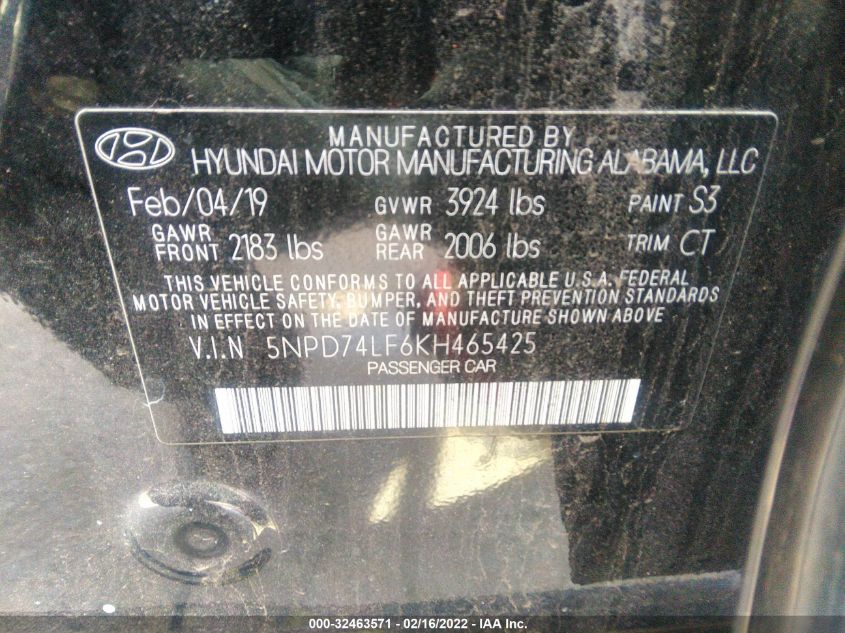 MANUFACTURED BY
HYUNDAI MOTOR MANUFACTURING ALABAMA, LLC
Feb/04/19 GVWR 3924 lbs PAINT S3
GAWR FRONT 2183 lbs GAWR REAR 2006 lbs TRIM CT
THIS VEHICLE CONFORMS TO ALL APPLICABLE U.S.A. FEDERAL
MOTOR VEHICLE SAFETY, BUMPER, AND THEFT PREVENTION STANDARDS
IN EFFECT ON THE DATE OF MANUFACTURE SHOWN ABOVE.
V.I.N 5NPD74LF6KH465425
PASSENGER CAR
000-32463571 - 02/16/2022 - IAAI.com. Inc.